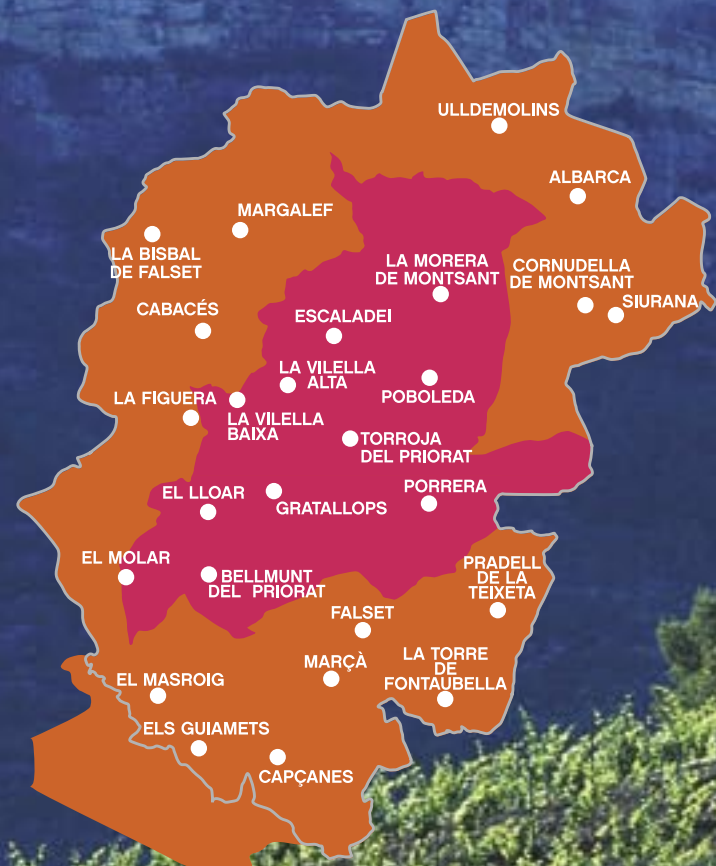 ULLDEMOLINS
ALBARCA
MARGALEF
LA BISBAL
DE FALSET
LA MORERA
DE MONTSANT
CORNUDELLA
DE MONTSANT
SIURANA
CABACÉS
ESCALADEI
LA VILELLA
ALTA
POBOLEDA
LA FIGUERA
LA VILELLA
BAIXA
TORROJA
DEL PRIORAT
EL LLOAR
GRATALLOPS
PORRERA
EL MOLAR
BELLMUNT
DEL PRIORAT
PRADELL
DE LA
TEIXETA
FALSET
MARÇÀ
LA TORRE
DE
FONTAUBELLA
EL MASROIG
ELS GUIAMETS
CAPÇANES